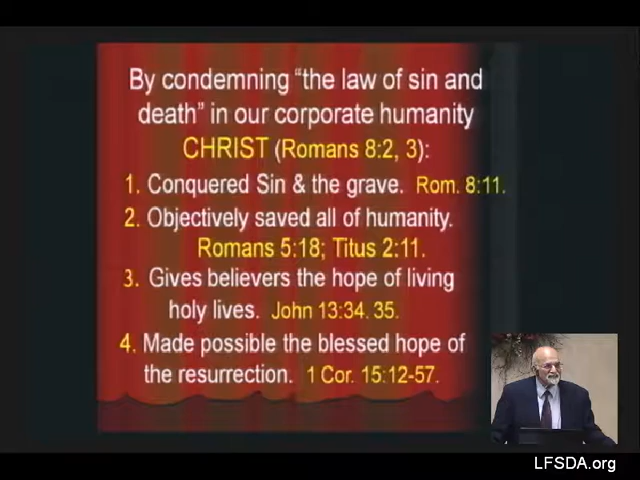 By condemning “the law of sin and
death” in our corporate humanity
CHRIST (Romans 8:2, 3):
1. Conquered Sin & the grave. Rom. 8:11.
2. Objectively saved all of humanity.
Romans 5:18; Titus 2:11.
3. Gives believers the hope of living
holy lives. John 13:34. 35.
4. Made possible the blessed hope of
the resurrection. 1 Cor. 15:12-57.
LFSDA.org